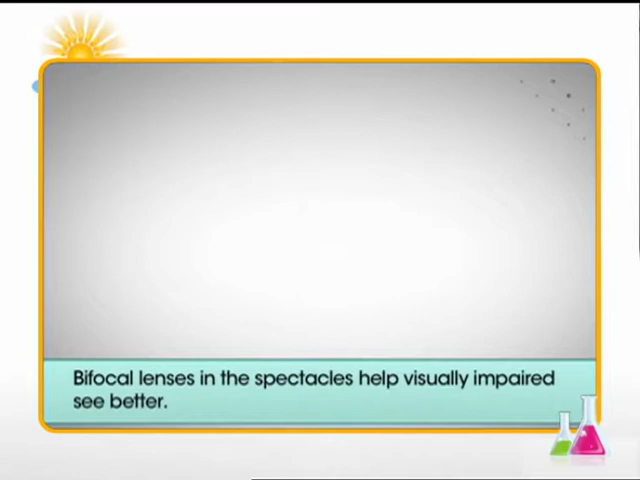 Bifocal lenses in the spectacles help visually impaired
see better.